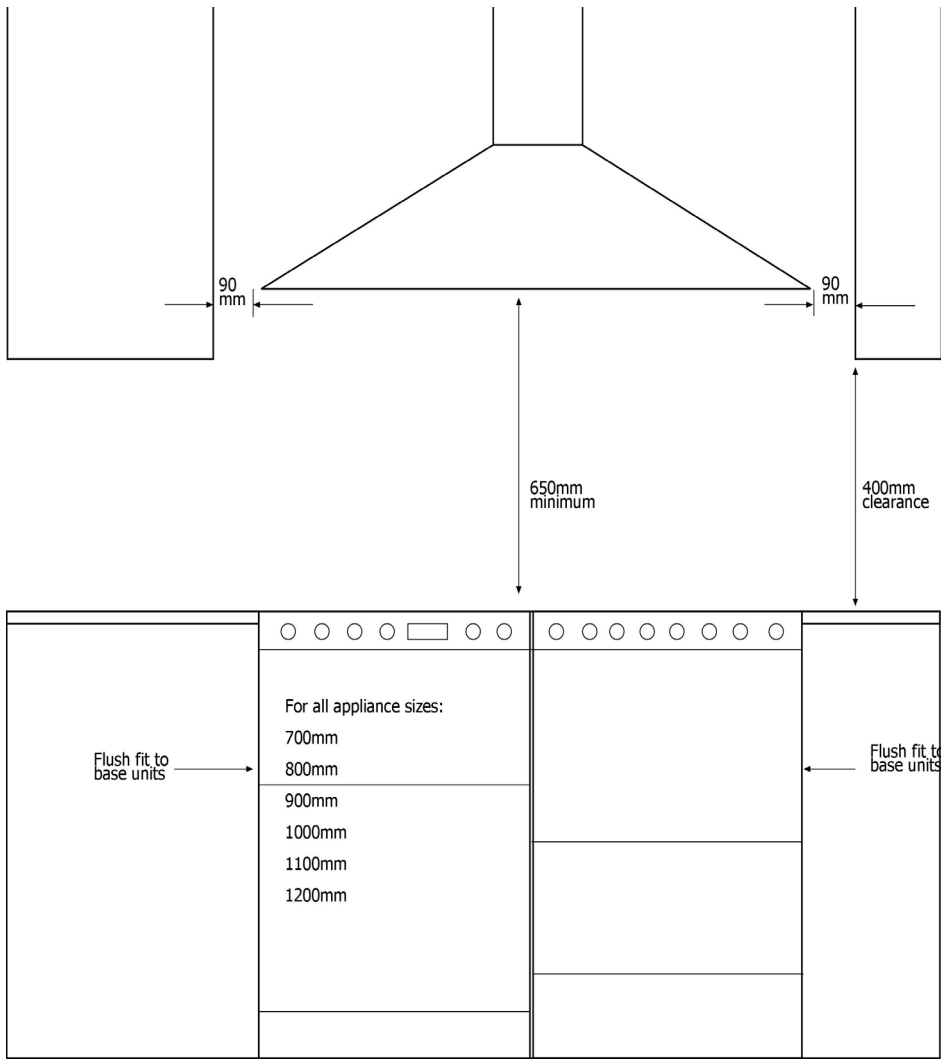 90
mm
90
mm
650mm
minimum
400mm
clearance
For all appliance sizes:
700mm
800mm
900mm
1000mm
1100mm
1200mm
Flush fit to
base units
Flush fit to
base units